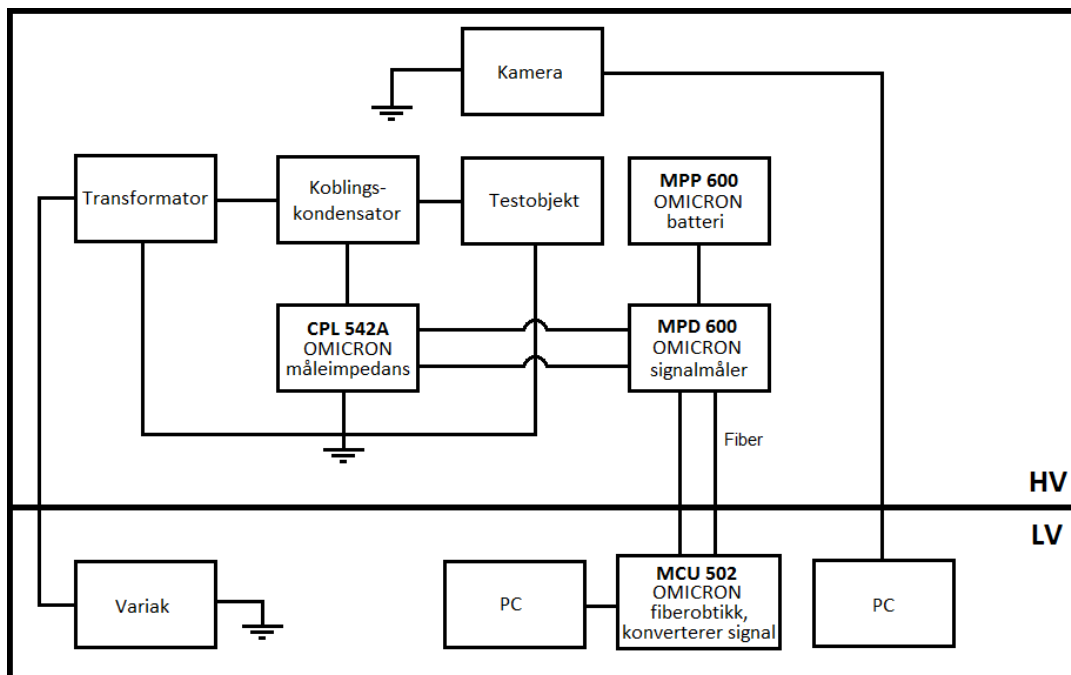 Kamera
Transformator
Koblings-
kondensator
Testobjekt
MPP 600
OMICRON
batteri
CPL 542A
OMICRON
måleimpedans
MPD 600
OMICRON
signalmåler
Fiber
HV
LV
Variak
PC
MCU 502
OMICRON
fiberobtikk,
konverterer signal
PC